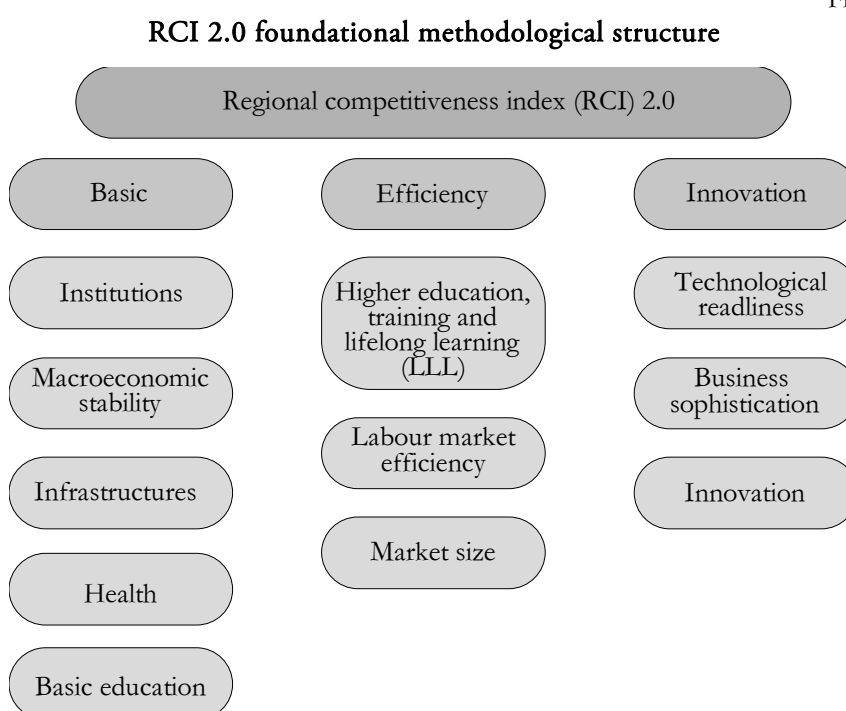 RCI 2.0 foundational methodological structure
Regional competitiveness index (RCI) 2.0
Basic
Efficiency
Innovation
Institutions
Higher education,
training and
lifelong learning
(LLL)
Technological
readliness
Macroeconomic
stability
Business
sophistication
Labour market
efficiency
Infrastructures
Innovation
Market size
Health
Basic education